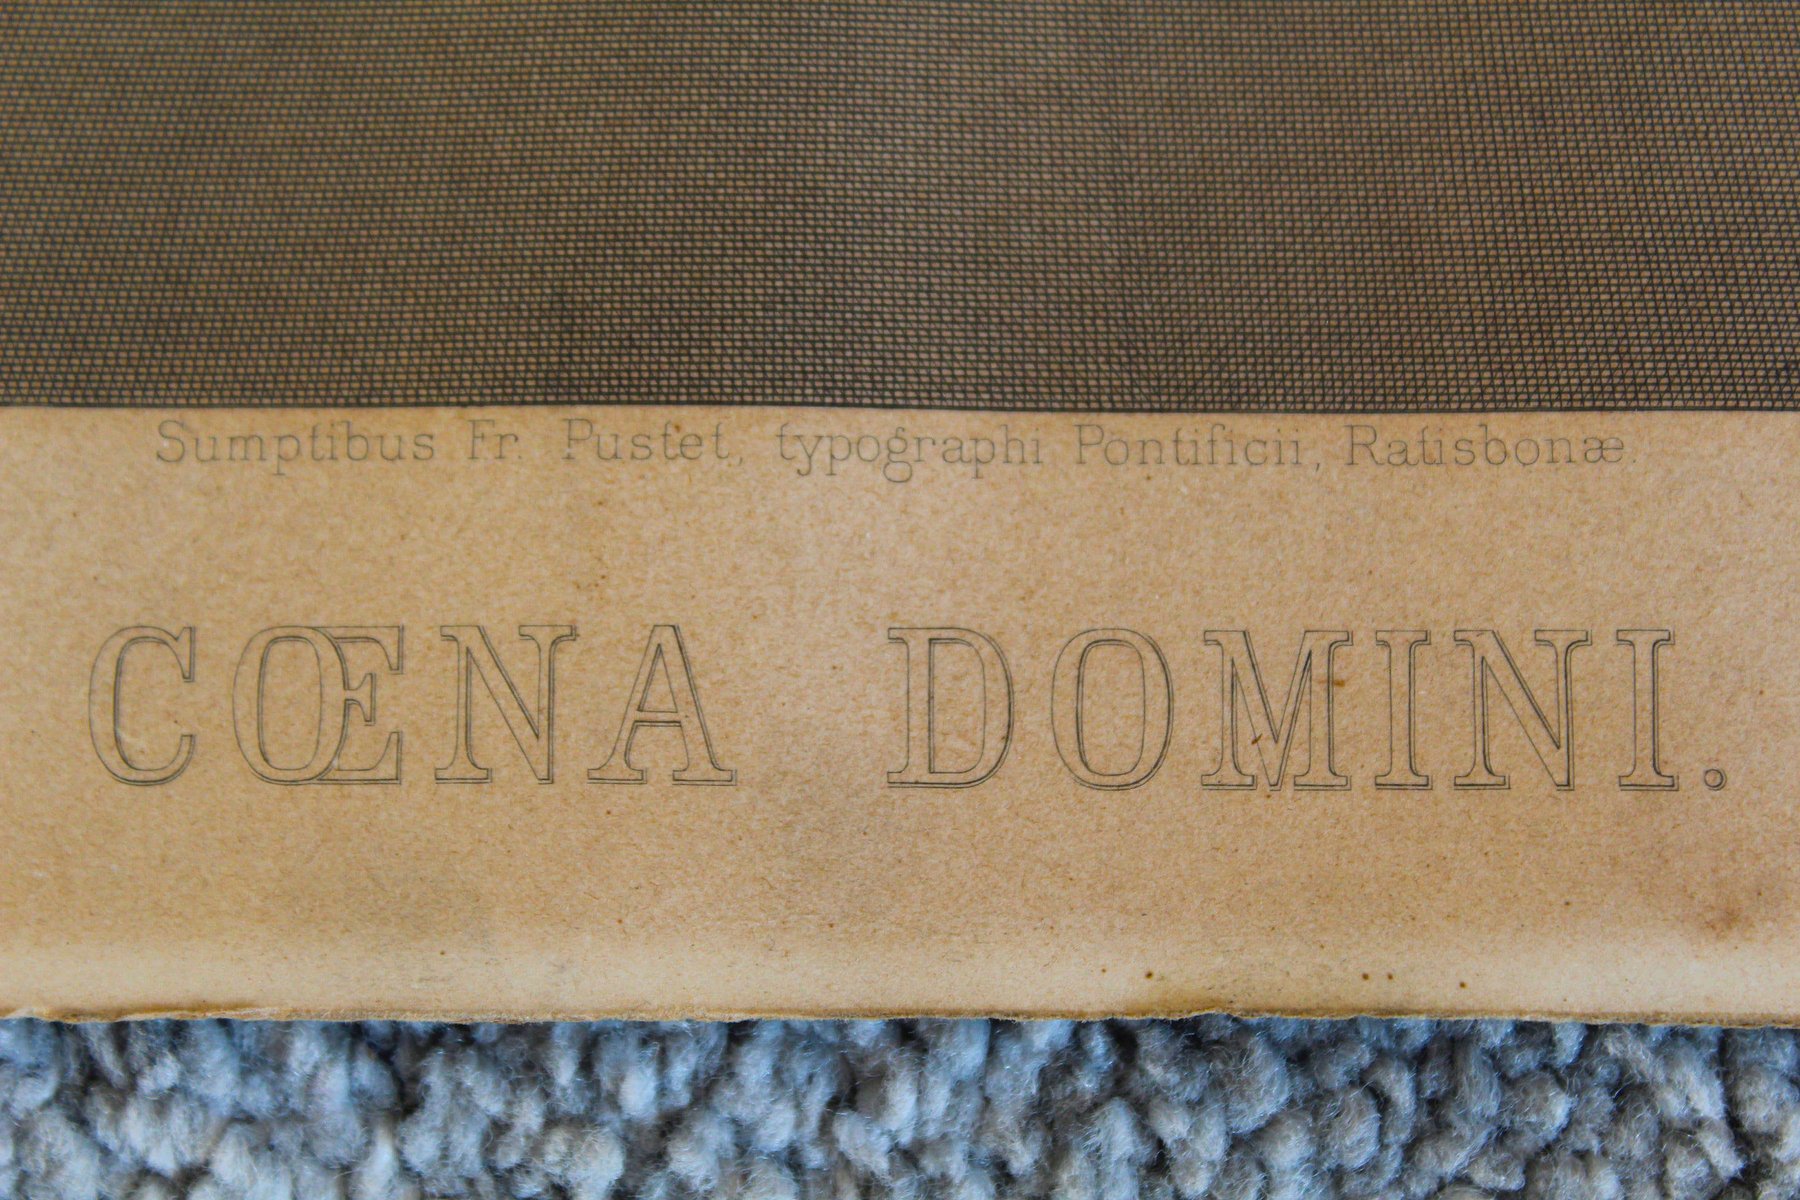 Sumptibus Fr. Pustet, typographi Pontificii, Ratisbonæ.
CŒNA DOMINI.